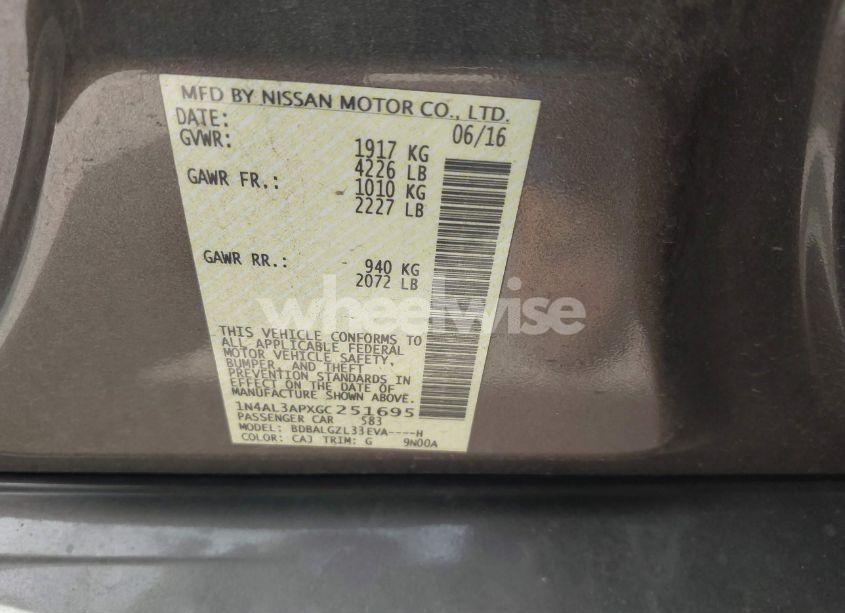 MFD BY NISSAN MOTOR CO., LTD.
DATE: 06/16
GVWR: 1917 KG
4226 LB
GAWR FR.: 1010 KG
2227 LB
GAWR RR.: 940 KG
2072 LB
wheelwise
THIS VEHICLE CONFORMS TO
ALL APPLICABLE FEDERAL
MOTOR VEHICLE SAFETY,
BUMPER, AND THEFT
PREVENTION STANDARDS IN
EFFECT ON THE DATE OF
MANUFACTURE SHOWN ABOVE.
1N4AL3APXGC251695
PASSENGER CAR 583
MODEL: BDBALGZL33EVA----H
COLOR: CAJ TRIM: G 9N00A